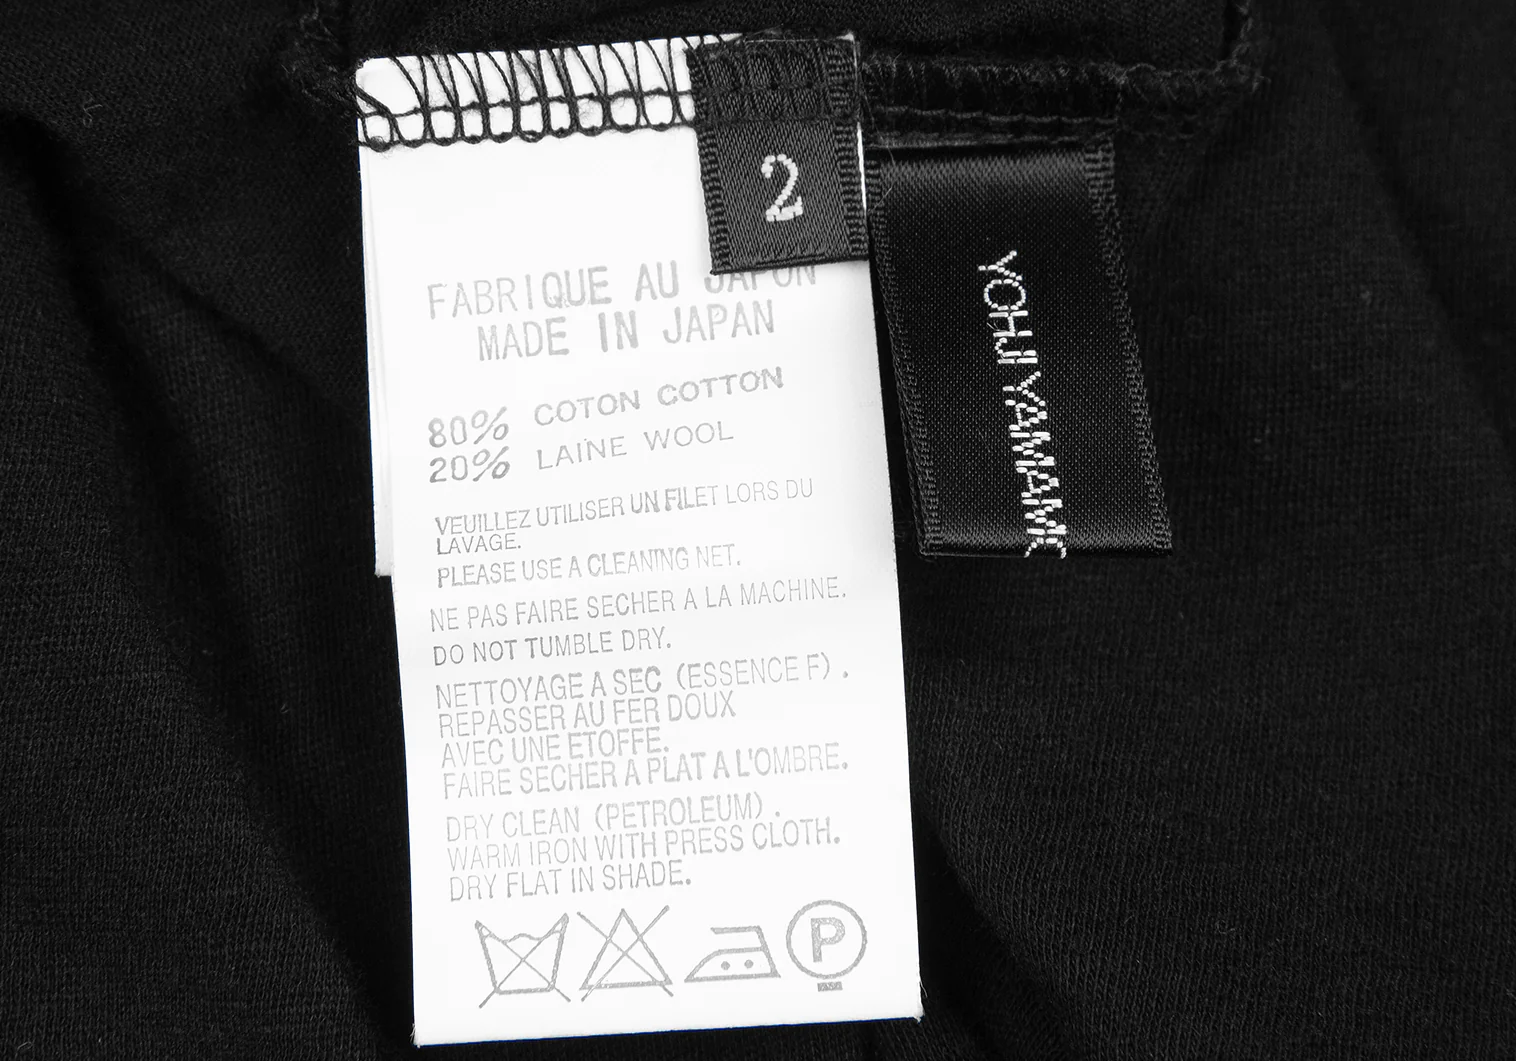 2
FABRIQUE AU JAPON
MADE IN JAPAN
80% COTON COTTON
20% LAINE WOOL
VEUILLEZ UTILISER UN FILET LORS DU
LAVAGE.
PLEASE USE A CLEANING NET.
NE PAS FAIRE SECHER A LA MACHINE.
DO NOT TUMBLE DRY.
NETTOYAGE A SEC (ESSENCE F).
REPASSER AU FER DOUX
AVEC UNE ETOFFE.
FAIRE SECHER A PLAT A L'OMBRE.
DRY CLEAN (PETROLEUM).
WARM IRON WITH PRESS CLOTH.
DRY FLAT IN SHADE.
P
YOHJI YAMAM